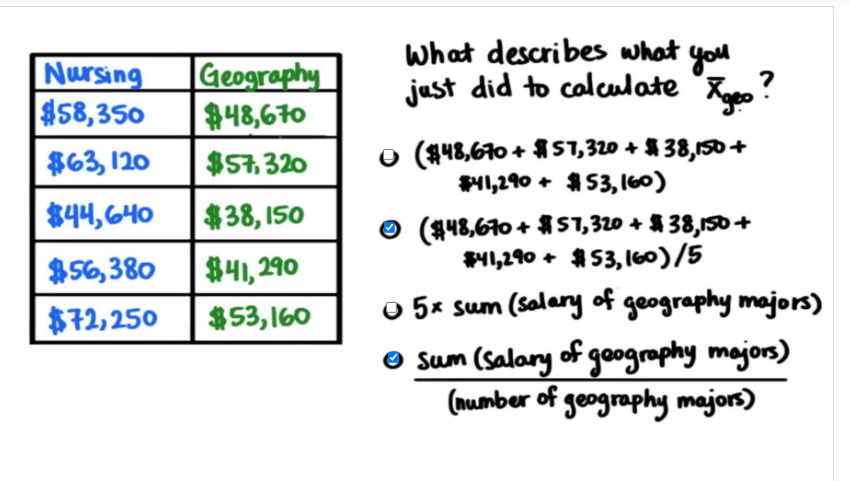 Nursing Geography
$58,350 $48,670
$63,120 $57,320
$44,640 $38,150
$56,380 $41,290
$72,250 $53,160
What describes what you
just did to calculate x̄geo?
($48,670 + $57,320 + $38,150 +
$41,290 + $53,160)
($48,670 + $57,320 + $38,150 +
$41,290 + $53,160)/5
5× sum (salary of geography majors)
sum (salary of geography majors)
(number of geography majors)